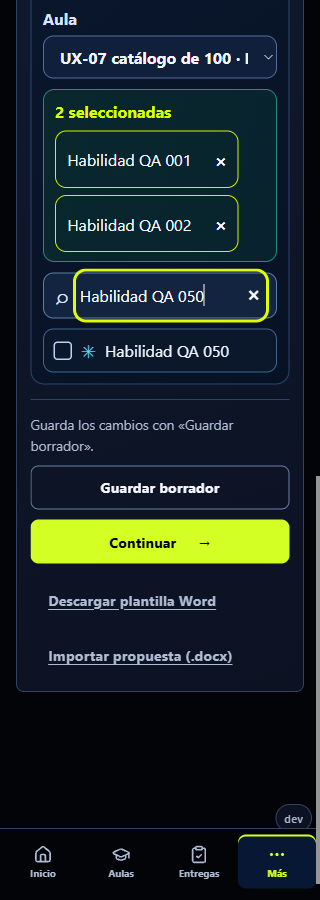 Aula
UX-07 catálogo de 100 ·
2 seleccionadas
Habilidad QA 001 ×
Habilidad QA 002 ×
Habilidad QA 050 ×
Habilidad QA 050
Guarda los cambios con «Guardar
borrador».
Guardar borrador
Continuar →
Descargar plantilla Word
Importar propuesta (.docx)
dev
Inicio
Aulas
Entregas
Más